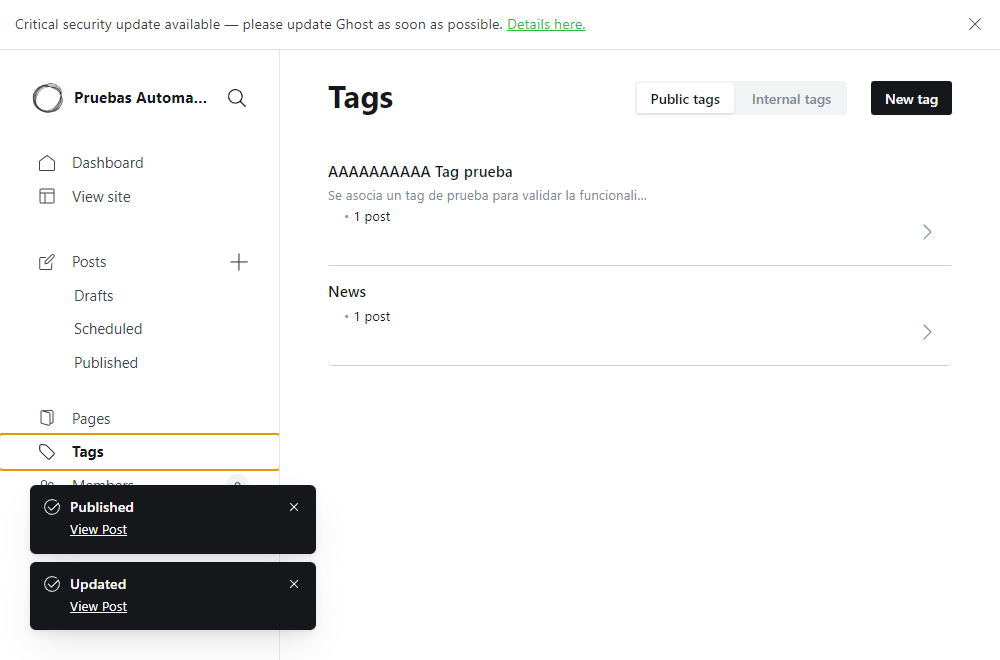 Critical security update available — please update Ghost as soon as possible. Details here.
Pruebas Automa...
Dashboard
View site
Posts
Drafts
Scheduled
Published
Pages
Tags
Members
Published
View Post
Updated
View Post
Tags
Public tags
Internal tags
New tag
AAAAAAAAAA Tag prueba
Se asocia un tag de prueba para validar la funcionali...
• 1 post
News
• 1 post